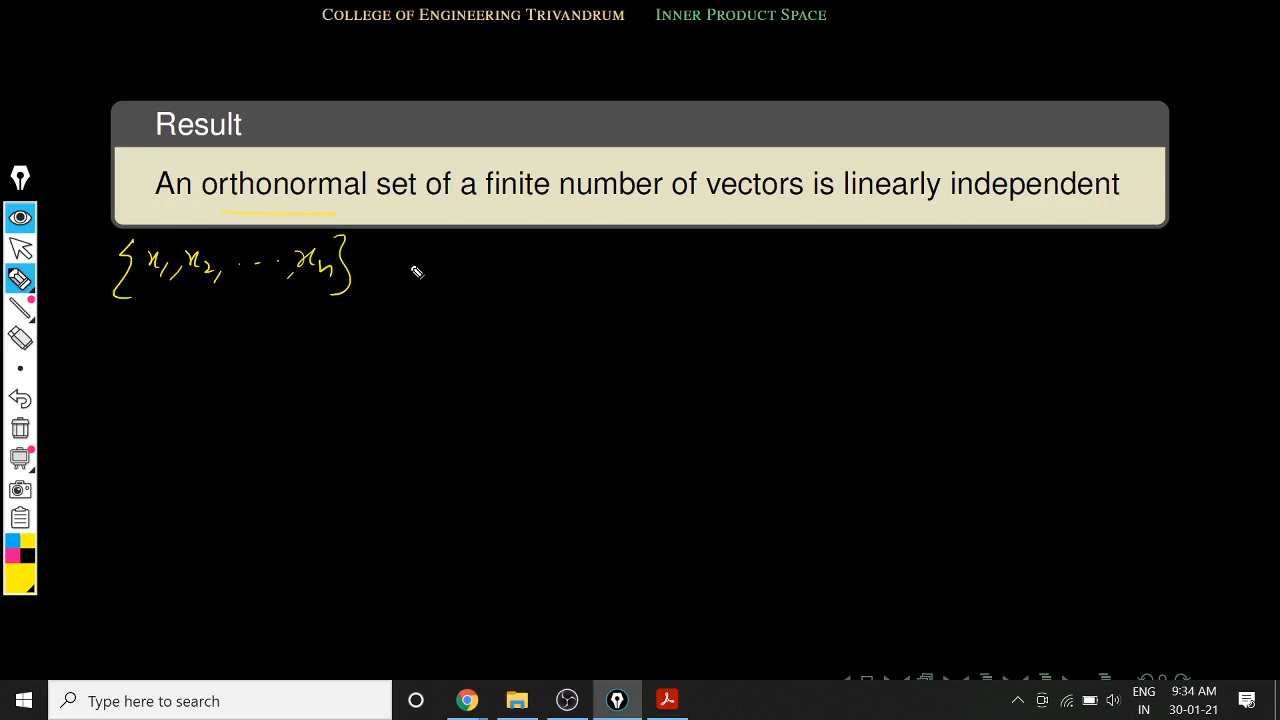 COLLEGE OF ENGINEERING TRIVANDRUM INNER PRODUCT SPACE
Result
An orthonormal set of a finite number of vectors is linearly independent
{x₁, x₂, ..., xₙ}
Type here to search
ENG
IN
9:34 AM
30-01-21